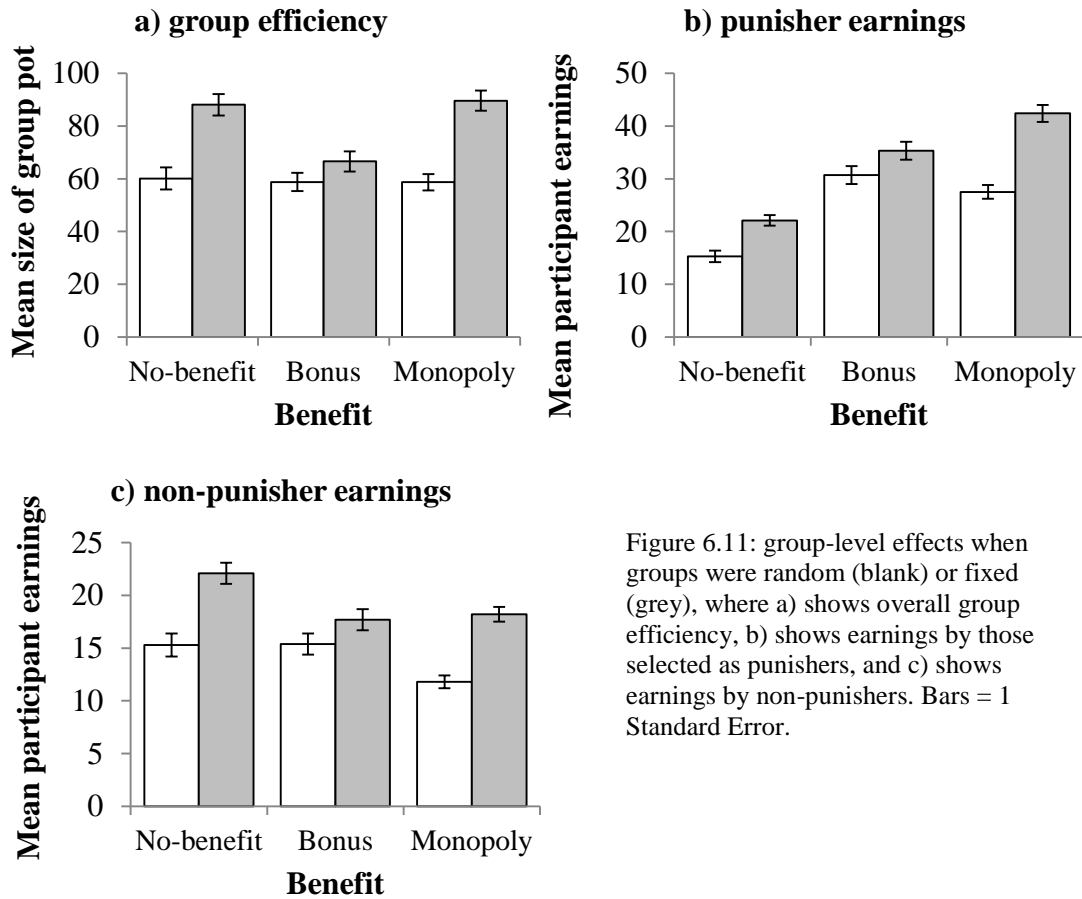 a) group efficiency
Mean size of group pot
100
80
60
40
20
0
No-benefit Bonus Monopoly
Benefit
b) punisher earnings
Mean participant earnings
50
40
30
20
10
0
No-benefit Bonus Monopoly
Benefit
c) non-punisher earnings
Mean participant earnings
25
20
15
10
5
0
No-benefit Bonus Monopoly
Benefit
Figure 6.11: group-level effects when
groups were random (blank) or fixed
(grey), where a) shows overall group
efficiency, b) shows earnings by those
selected as punishers, and c) shows
earnings by non-punishers. Bars = 1
Standard Error.